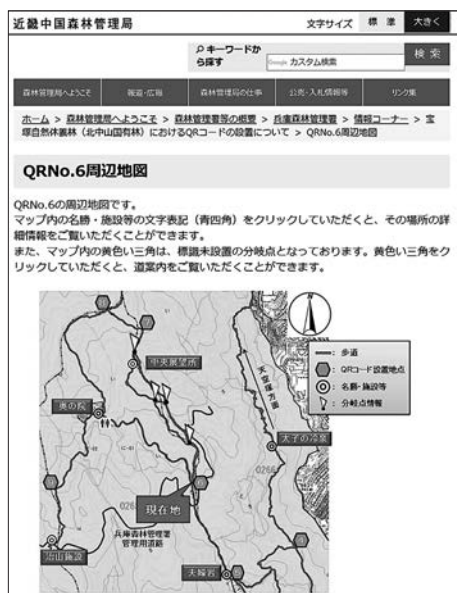 近畿中国森林管理局
文字サイズ 標準 大きく
キーワードから探す
Google カスタム検索 検索
森林管理局へようこそ 報道・広報 森林管理局の仕事 公売・入札情報等 リンク集
ホーム > 森林管理局へようこそ > 森林管理署等の概要 > 兵庫森林管理署 > 情報コーナー > 宝
塚自然休養林（北中山国有林）におけるQRコードの設置について > QRNo.6周辺地図
QRNo.6周辺地図
QRNo.6の周辺地図です。
マップ内の名勝・施設等の文字表記（青四角）をクリックしていただくと、その場所の詳
細情報をご覧いただくことができます。
また、マップ内の黄色い三角は、標識未設置の分岐点となっております。黄色い三角をク
リックしていただくと、道案内をご覧いただくことができます。
中央展望所
天空塚方面
: 歩道
: QRコード設置地点
: 名勝・施設等
: 分岐点情報
奥の院
太子の冷泉
0266
現在地
兵庫森林管理署
管理用道路
治山施設
夫婦岩